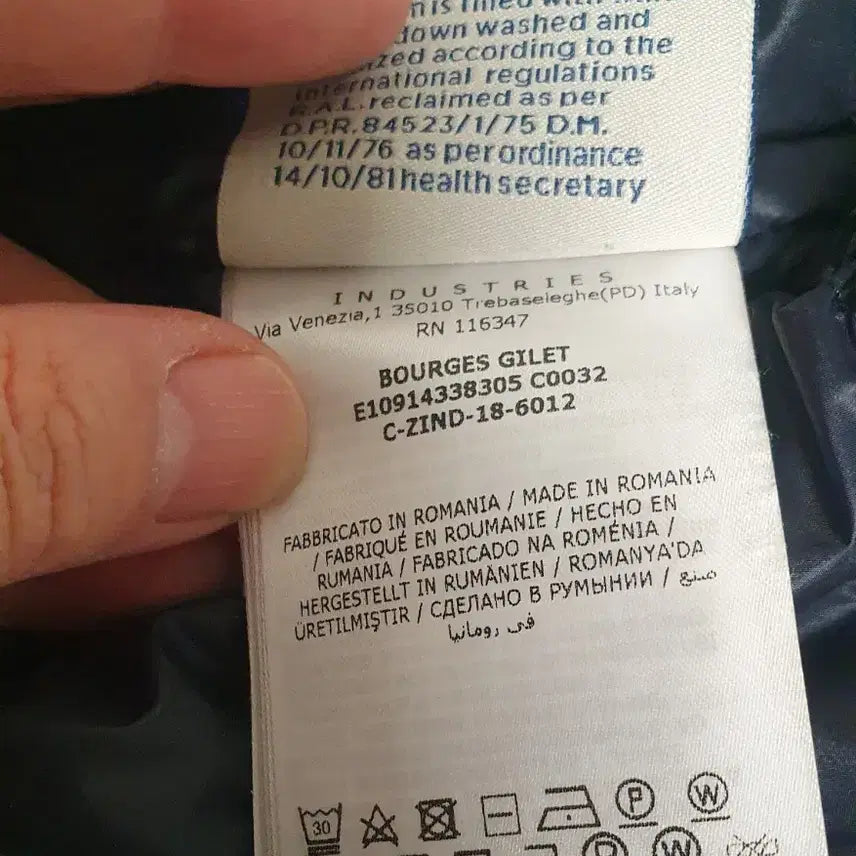 down washed and
according to the
international regulations
R.A.L. reclaimed as per
D.P.R. 84523/1/75 D.M.
10/11/76 as per ordinance
14/10/81 health secretary
INDUSTRIES
Via Venezia,1 35010 Trebaseleghe(PD) Italy
RN 116347
BOURGES GILET
E10914338305 C0032
C-ZIND-18-6012
FABBRICATO IN ROMANIA / MADE IN ROMANIA
/ FABRIQUÉ EN ROUMANIE / HECHO EN
RUMANIA / FABRICADO NA ROMÉNIA /
HERGESTELLT IN RUMÄNIEN / ROMANYA'DA
ÜRETILMIŞTIR / СДЕЛАНО В РУМЫНИИ / صنع
في رومانيا
30 P W
P W